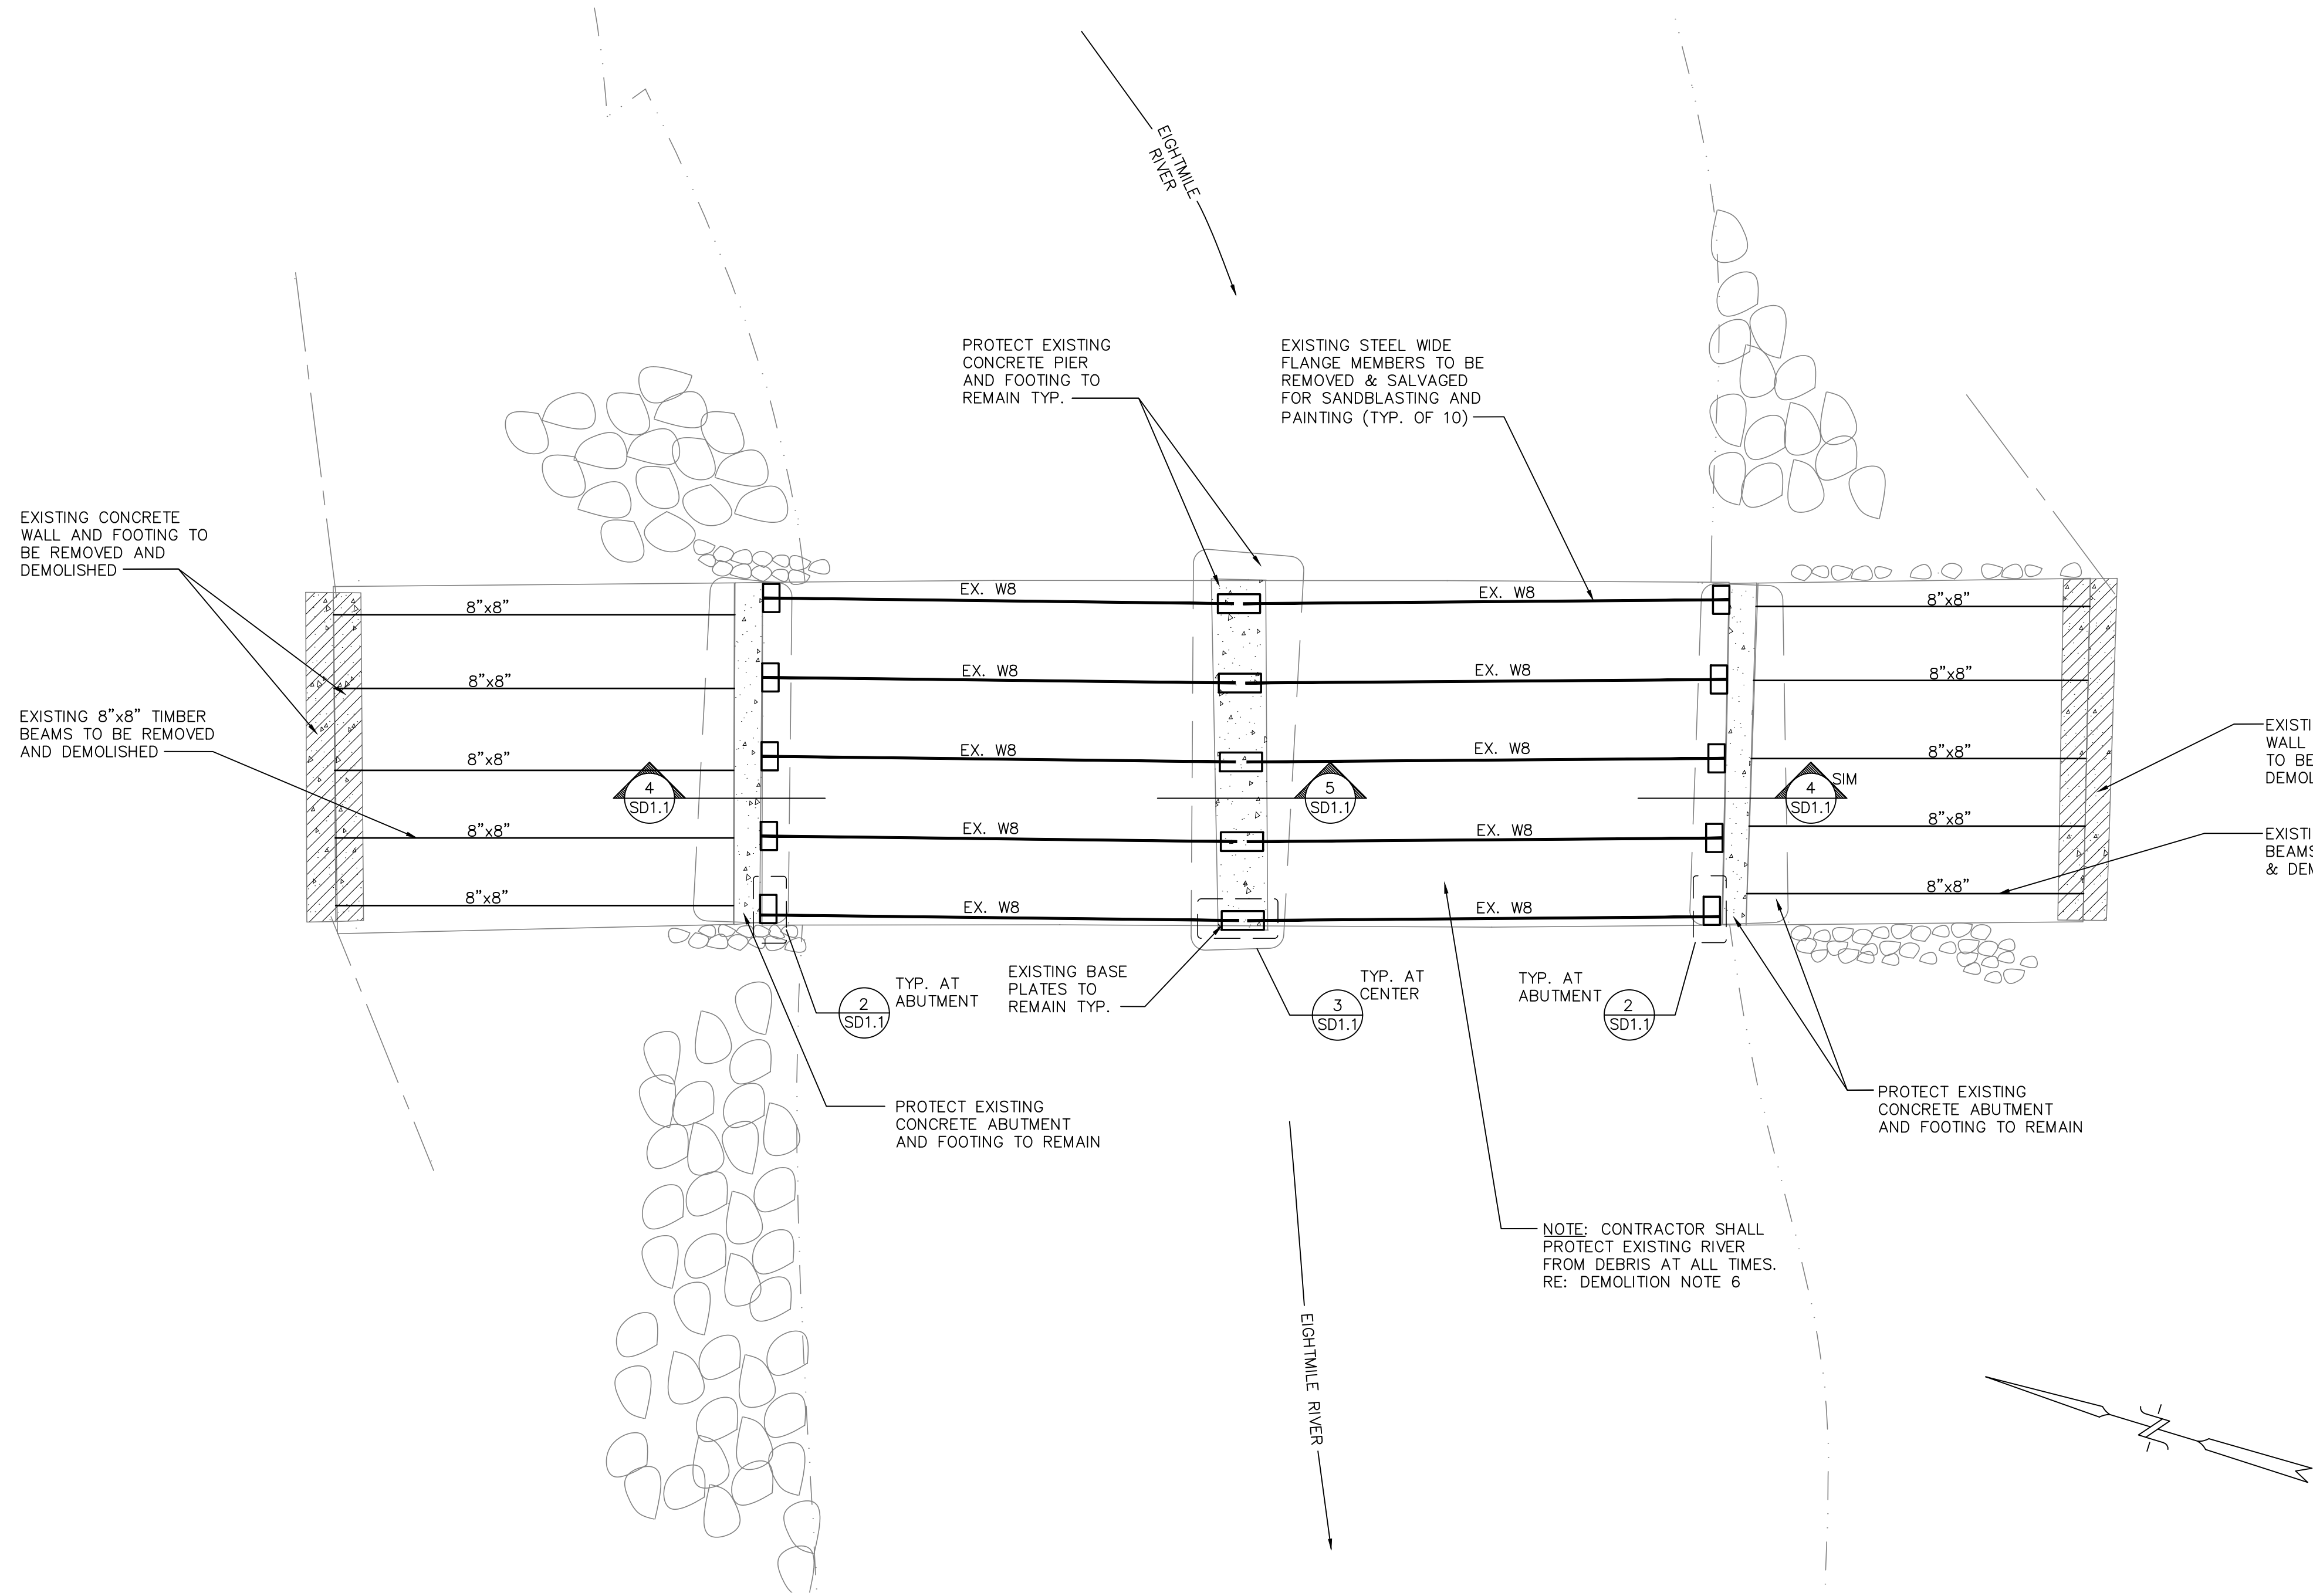 EIGHTMILE
RIVER
PROTECT EXISTING
CONCRETE PIER
AND FOOTING TO
REMAIN TYP.
EXISTING STEEL WIDE
FLANGE MEMBERS TO BE
REMOVED & SALVAGED
FOR SANDBLASTING AND
PAINTING (TYP. OF 10)
EXISTING CONCRETE
WALL AND FOOTING TO
BE REMOVED AND
DEMOLISHED
EXISTING 8"x8" TIMBER
BEAMS TO BE REMOVED
AND DEMOLISHED
8"x8"
8"x8"
8"x8"
8"x8"
8"x8"
EX. W8
EX. W8
EX. W8
EX. W8
EX. W8
EX. W8
EX. W8
EX. W8
EX. W8
EX. W8
8"x8"
8"x8"
8"x8"
8"x8"
8"x8"
4
SD1.1
5
SD1.1
4
SD1.1
SIM
EXISTI
WALL
TO BE
DEMOL
EXISTI
BEAMS
& DEM
2
SD1.1
TYP. AT
ABUTMENT
EXISTING BASE
PLATES TO
REMAIN TYP.
3
SD1.1
TYP. AT
CENTER
TYP. AT
ABUTMENT
2
SD1.1
PROTECT EXISTING
CONCRETE ABUTMENT
AND FOOTING TO REMAIN
PROTECT EXISTING
CONCRETE ABUTMENT
AND FOOTING TO REMAIN
NOTE: CONTRACTOR SHALL
PROTECT EXISTING RIVER
FROM DEBRIS AT ALL TIMES.
RE: DEMOLITION NOTE 6
EIGHTMILE RIVER